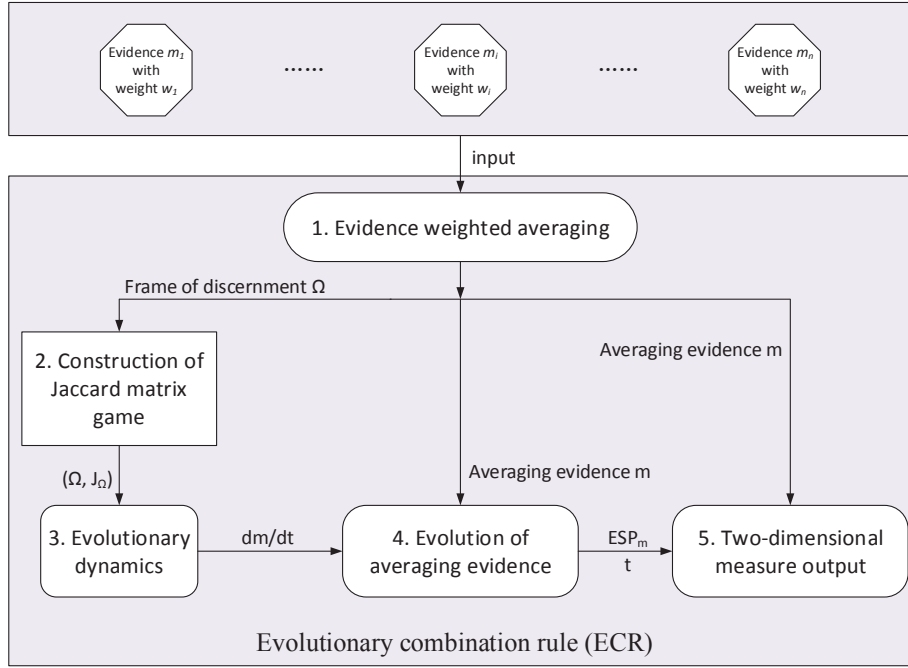 Evidence m₁
with
weight w₁
......
Evidence mᵢ
with
weight wᵢ
......
Evidence mₙ
with
weight wₙ
input
1. Evidence weighted averaging
Frame of discernment Ω
2. Construction of
Jaccard matrix
game
Averaging evidence m
Averaging evidence m
(Ω, J_Ω)
3. Evolutionary
dynamics
dm/dt
4. Evolution of
averaging evidence
ESPₘ
t
5. Two-dimensional
measure output
Evolutionary combination rule (ECR)